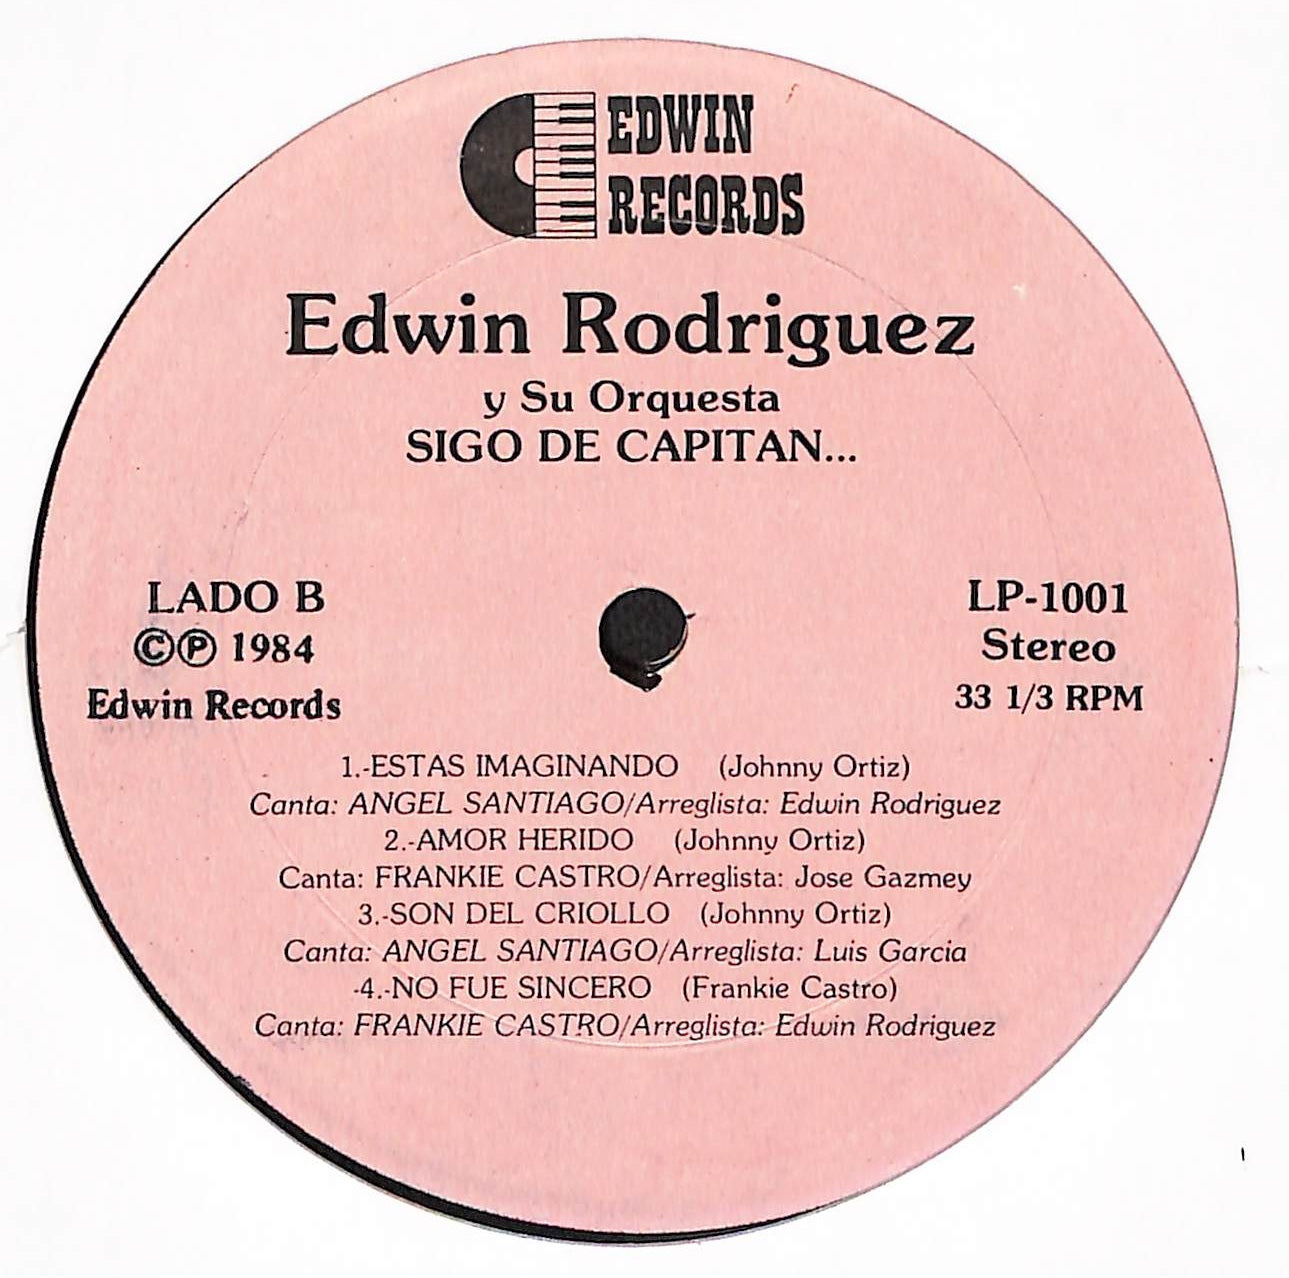 EDWIN
RECORDS
Edwin Rodriguez
y Su Orquesta
SIGO DE CAPITAN...
LADO B
©℗ 1984
Edwin Records
LP-1001
Stereo
33 1/3 RPM
1.-ESTAS IMAGINANDO (Johnny Ortiz)
Canta: ANGEL SANTIAGO/Arreglista: Edwin Rodriguez
2.-AMOR HERIDO (Johnny Ortiz)
Canta: FRANKIE CASTRO/Arreglista: Jose Gazmey
3.-SON DEL CRIOLLO (Johnny Ortiz)
Canta: ANGEL SANTIAGO/Arreglista: Luis Garcia
-4.-NO FUE SINCERO (Frankie Castro)
Canta: FRANKIE CASTRO/Arreglista: Edwin Rodriguez